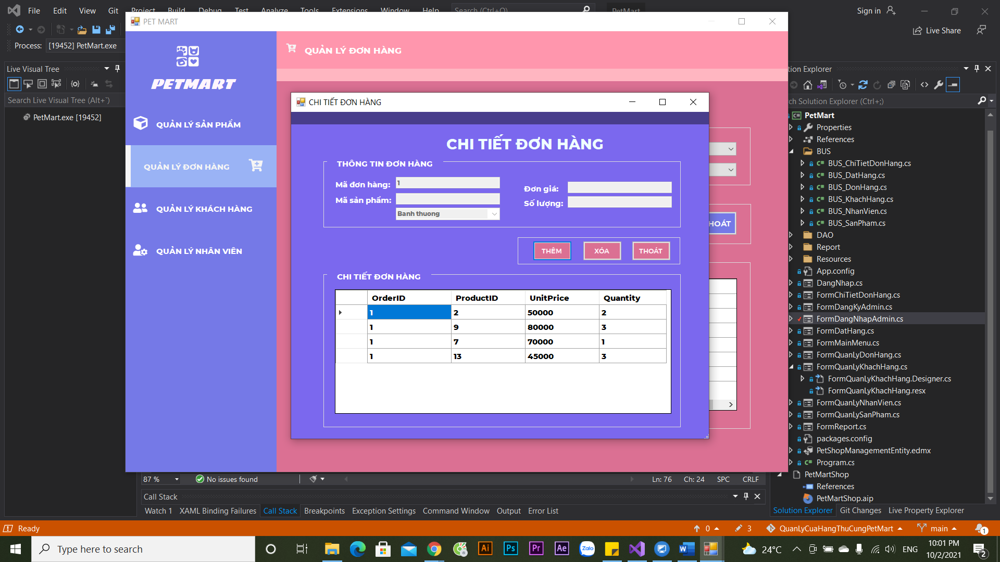 File Edit View Git Project Build Debug Test Analyze Tools Extensions Window Help Search (Ctrl+Q) PetMart Sign in
Live Share
Process: [19452] PetMart.exe
Live Visual Tree
Search Live Visual Tree (Alt+`)
PetMart.exe [19452]
PET MART
PETMART
QUẢN LÝ SẢN PHẨM
QUẢN LÝ ĐƠN HÀNG
QUẢN LÝ KHÁCH HÀNG
QUẢN LÝ NHÂN VIÊN
QUẢN LÝ ĐƠN HÀNG
HOÁT
CHI TIẾT ĐƠN HÀNG
CHI TIẾT ĐƠN HÀNG
THÔNG TIN ĐƠN HÀNG
Mã đơn hàng: 1
Mã sản phẩm:
Banh thuong
Đơn giá:
Số lượng:
THÊM XÓA THOÁT
CHI TIẾT ĐƠN HÀNG
OrderID ProductID UnitPrice Quantity
1 2 50000 2
1 9 80000 3
1 7 70000 1
1 13 45000 3
tion Explorer
ch Solution Explorer (Ctrl+;)
PetMart
Properties
References
BUS
BUS_ChiTietDonHang.cs
BUS_DatHang.cs
BUS_DonHang.cs
BUS_KhachHang.cs
BUS_NhanVien.cs
BUS_SanPham.cs
DAO
Report
Resources
App.config
DangNhap.cs
FormChiTietDonHang.cs
FormDangKyAdmin.cs
FormDangNhapAdmin.cs
FormDatHang.cs
FormMainMenu.cs
FormQuanLyDonHang.cs
FormQuanLyKhachHang.cs
FormQuanLyKhachHang.Designer.cs
FormQuanLyKhachHang.resx
FormQuanLyNhanVien.cs
FormQuanLySanPham.cs
FormReport.cs
packages.config
PetShopManagementEntity.edmx
Program.cs
PetMartShop
References
PetMartShop.aip
Solution Explorer Git Changes Live Property Explorer
87 % No issues found Ln: 76 Ch: 24 SPC CRLF
Call Stack
Watch 1 XAML Binding Failures Call Stack Breakpoints Exception Settings Command Window Output Error List
Ready 0 3 QuanLyCuaHangThuCungPetMart main 1
Type here to search Ai Ps Pr Ae Zalo 24°C ENG 10:01 PM
10/2/2021 2